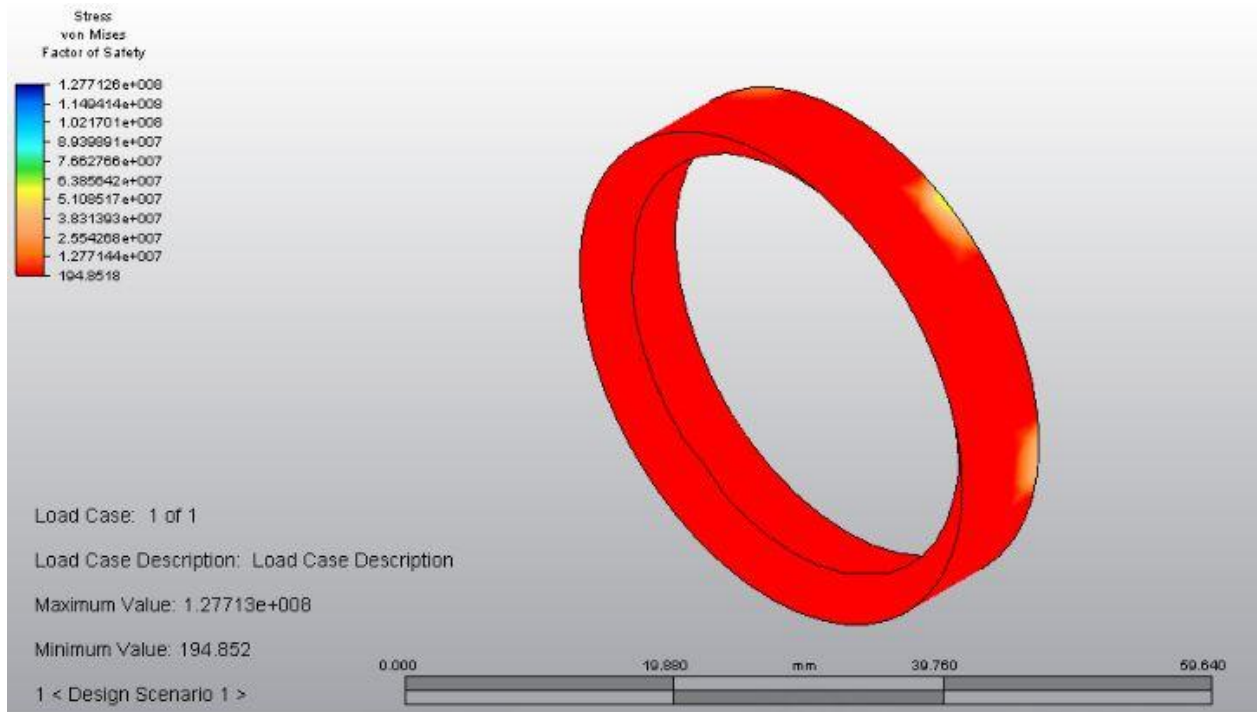 Stress
von Mises
Factor of Safety
1.277126e+008
1.149414e+008
1.021701e+008
8.939891e+007
7.662766e+007
6.385642e+007
5.108517e+007
3.831393e+007
2.554268e+007
1.277144e+007
194.8518
Load Case: 1 of 1
Load Case Description: Load Case Description
Maximum Value: 1.27713e+008
Minimum Value: 194.852
0.000 19.880 mm 39.760 59.640
1 < Design Scenario 1 >